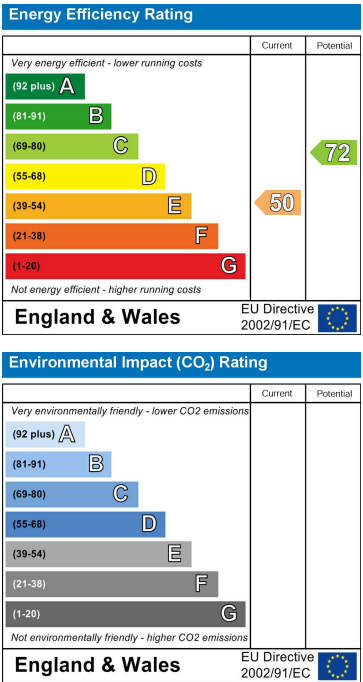 Energy Efficiency Rating
Current Potential
Very energy efficient - lower running costs
(92 plus) A
(81-91) B
(69-80) C
72
(55-68) D
(39-54) E
50
(21-38) F
(1-20) G
Not energy efficient - higher running costs
England & Wales
EU Directive
2002/91/EC
Environmental Impact (CO₂) Rating
Current Potential
Very environmentally friendly - lower CO2 emissions
(92 plus) A
(81-91) B
(69-80) C
(55-68) D
(39-54) E
(21-38) F
(1-20) G
Not environmentally friendly - higher CO2 emissions
England & Wales
EU Directive
2002/91/EC